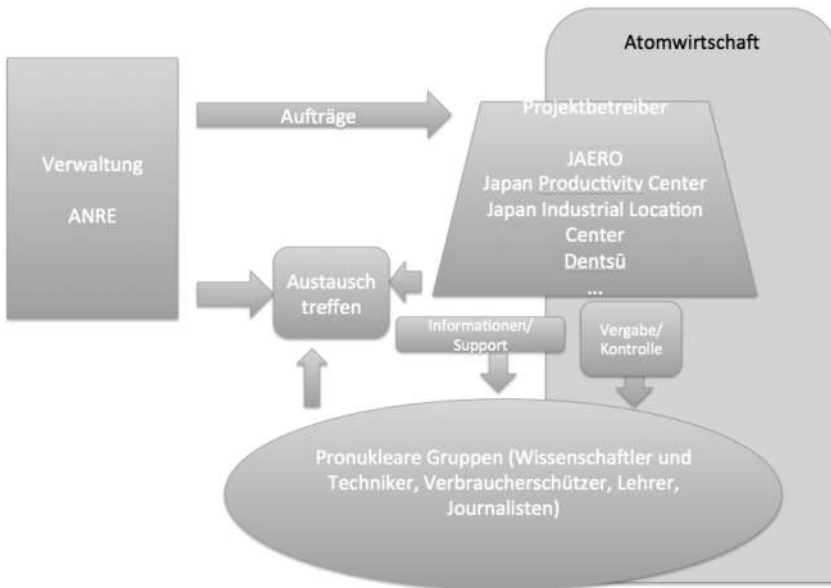 Atomwirtschaft
Verwaltung
ANRE
Aufträge
Projektbetreiber
JAERO
Japan Productivity Center
Japan Industrial Location
Center
Dentsū
...
Austausch
treffen
Informationen/
Support
Vergabe/
Kontrolle
Pronukleare Gruppen (Wissenschaftler und
Techniker, Verbraucherschützer, Lehrer,
Journalisten)